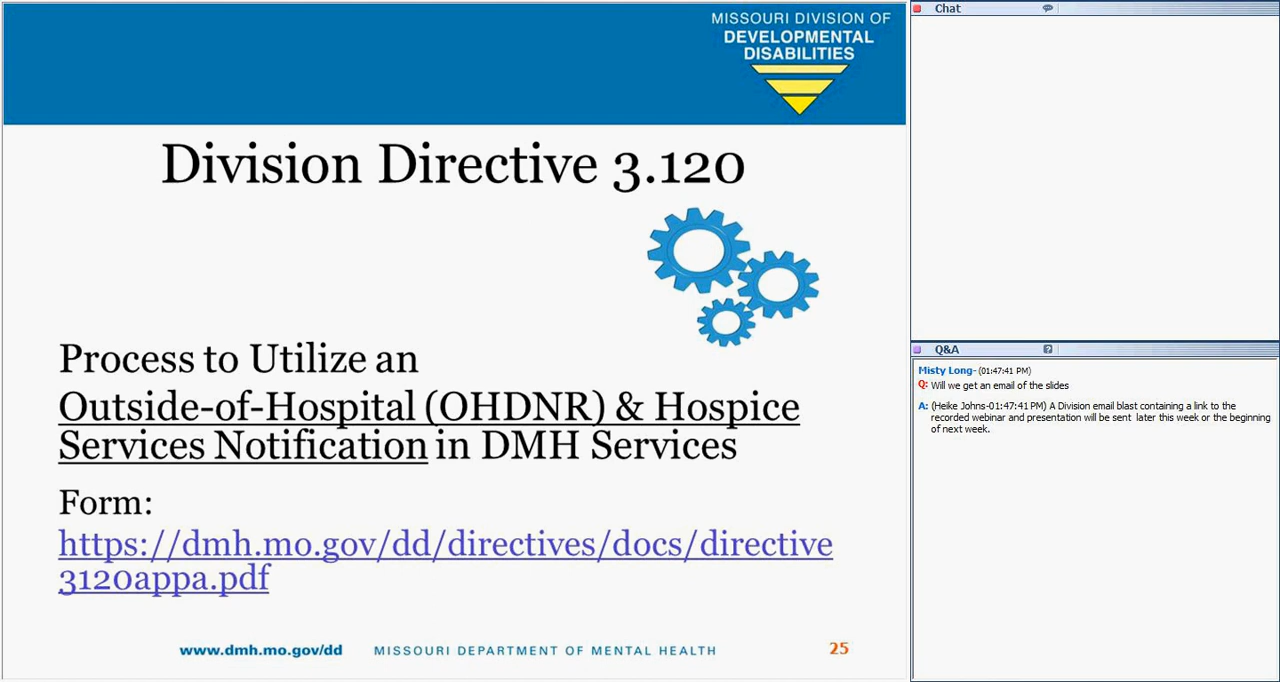 MISSOURI DIVISION OF
DEVELOPMENTAL
DISABILITIES
Division Directive 3.120
Process to Utilize an
Outside-of-Hospital (OHDNR) & Hospice
Services Notification in DMH Services
Form:
https://dmh.mo.gov/dd/directives/docs/directive
3120appa.pdf
www.dmh.mo.gov/dd MISSOURI DEPARTMENT OF MENTAL HEALTH 25
Chat
Q&A
Misty Long- (01:47:41 PM)
Q: Will we get an email of the slides
A: (Heike Johns-01:47:41 PM) A Division email blast containing a link to the
recorded webinar and presentation will be sent later this week or the beginning
of next week.